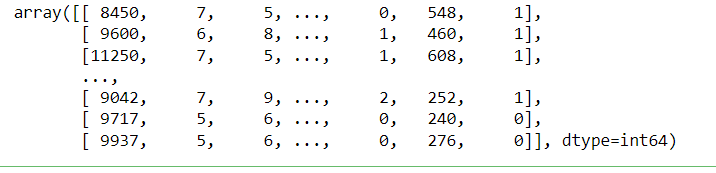 array([[ 8450,     7,     5, ...,     0,   548,     1],
       [ 9600,     6,     8, ...,     1,   460,     1],
       [11250,     7,     5, ...,     1,   608,     1],
       ...,
       [ 9042,     7,     9, ...,     2,   252,     1],
       [ 9717,     5,     6, ...,     0,   240,     0],
       [ 9937,     5,     6, ...,     0,   276,     0]], dtype=int64)